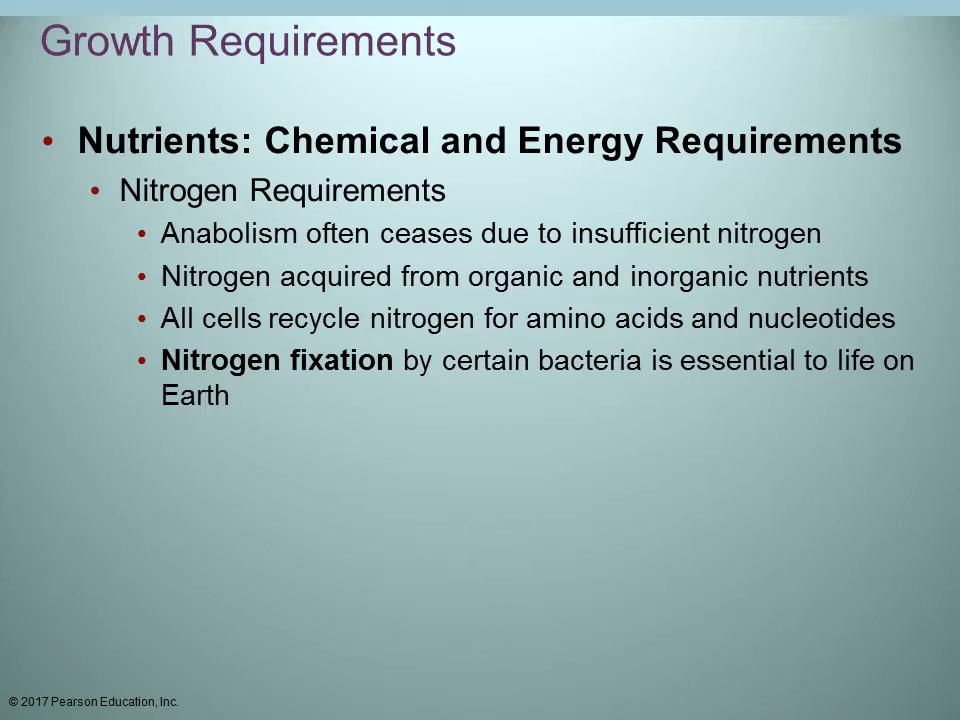 Growth Requirements
• Nutrients: Chemical and Energy Requirements
• Nitrogen Requirements
• Anabolism often ceases due to insufficient nitrogen
• Nitrogen acquired from organic and inorganic nutrients
• All cells recycle nitrogen for amino acids and nucleotides
• Nitrogen fixation by certain bacteria is essential to life on
Earth
© 2017 Pearson Education, Inc.